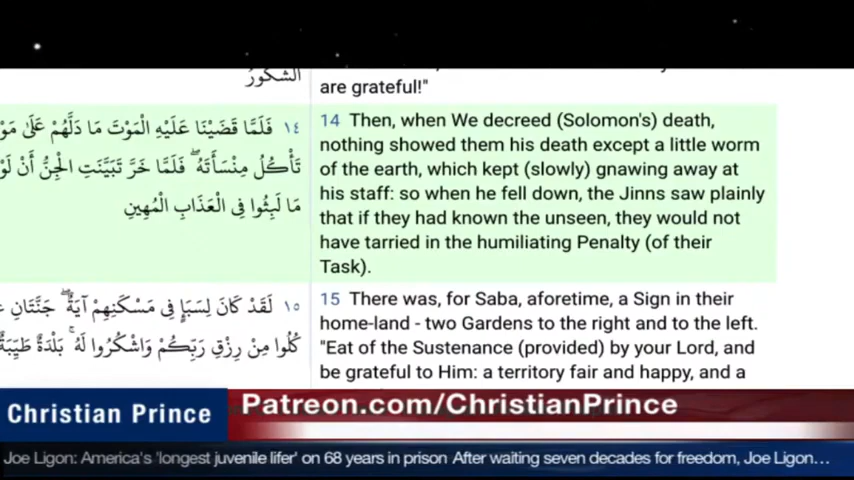 الشَّكُورُ
are grateful!"
١٤ فَلَمَّا قَضَيْنَا عَلَيْهِ الْمَوْتَ مَا دَلَّهُمْ عَلَىٰ
تَأْكُلُ مِنْسَأَتَهُ ۖ فَلَمَّا خَرَّ تَبَيَّنَتِ الْجِنُّ أَنْ
مَا لَبِثُوا فِي الْعَذَابِ الْمُهِينِ
14 Then, when We decreed (Solomon's) death,
nothing showed them his death except a little worm
of the earth, which kept (slowly) gnawing away at
his staff: so when he fell down, the Jinns saw plainly
that if they had known the unseen, they would not
have tarried in the humiliating Penalty (of their
Task).
١٥ لَقَدْ كَانَ لِسَبَإٍ فِي مَسْكَنِهِمْ آيَةٌ ۖ جَنَّتَانِ
كُلُوا مِنْ رِزْقِ رَبِّكُمْ وَاشْكُرُوا لَهُ ۚ بَلْدَةٌ طَيِّبَةٌ
15 There was, for Saba, aforetime, a Sign in their
home-land - two Gardens to the right and to the left.
"Eat of the Sustenance (provided) by your Lord, and
be grateful to Him: a territory fair and happy, and a
Christian Prince
Patreon.com/ChristianPrince
Joe Ligon: America's 'longest juvenile lifer' on 68 years in prison After waiting seven decades for freedom, Joe Ligon...